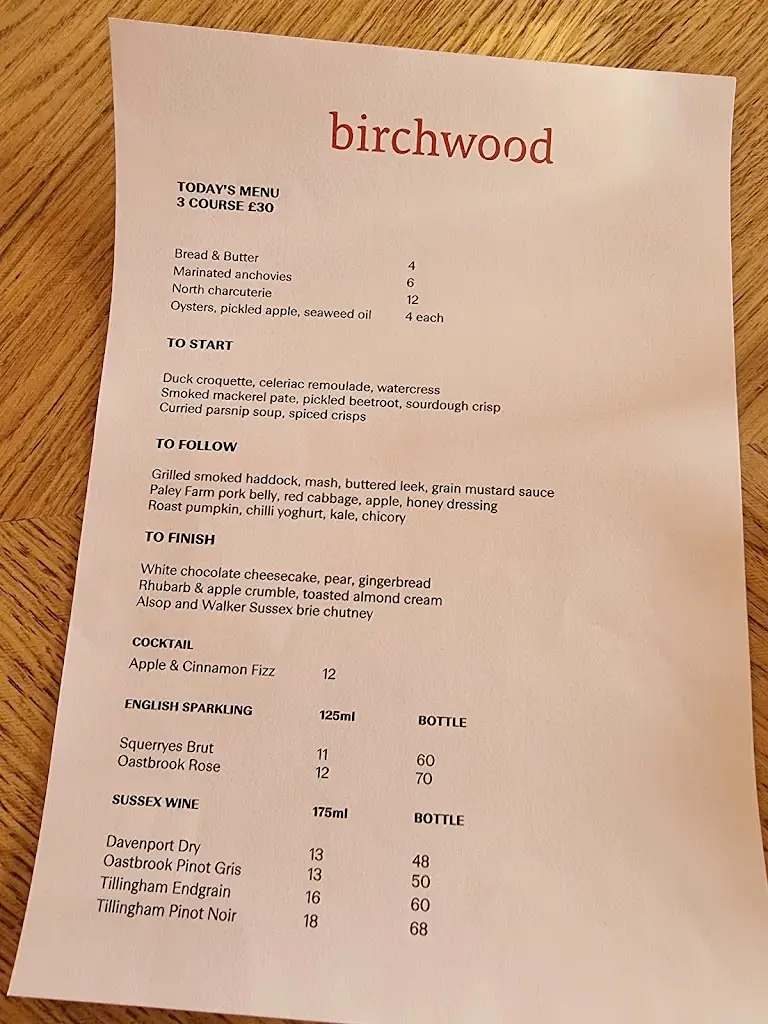 birchwood
TODAY'S MENU
3 COURSE £30
Bread & Butter 4
Marinated anchovies 6
North charcuterie 12
Oysters, pickled apple, seaweed oil 4 each
TO START
Duck croquette, celeriac remoulade, watercress
Smoked mackerel pate, pickled beetroot, sourdough crisp
Curried parsnip soup, spiced crisps
TO FOLLOW
Grilled smoked haddock, mash, buttered leek, grain mustard sauce
Paley Farm pork belly, red cabbage, apple, honey dressing
Roast pumpkin, chilli yoghurt, kale, chicory
TO FINISH
White chocolate cheesecake, pear, gingerbread
Rhubarb & apple crumble, toasted almond cream
Alsop and Walker Sussex brie chutney
COCKTAIL
Apple & Cinnamon Fizz 12
ENGLISH SPARKLING 125ml BOTTLE
Squerryes Brut 11 60
Oastbrook Rose 12 70
SUSSEX WINE 175ml BOTTLE
Davenport Dry 13 48
Oastbrook Pinot Gris 13 50
Tillingham Endgrain 16 60
Tillingham Pinot Noir 18 68